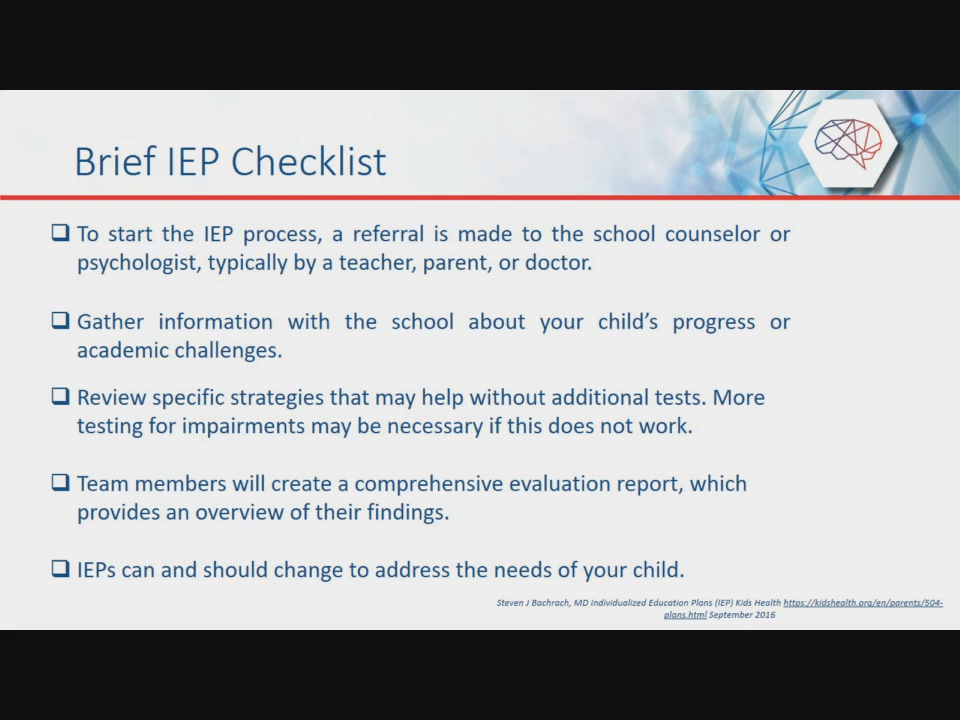 Brief IEP Checklist
❑ To start the IEP process, a referral is made to the school counselor or
psychologist, typically by a teacher, parent, or doctor.
❑ Gather information with the school about your child’s progress or
academic challenges.
❑ Review specific strategies that may help without additional tests. More
testing for impairments may be necessary if this does not work.
❑ Team members will create a comprehensive evaluation report, which
provides an overview of their findings.
❑ IEPs can and should change to address the needs of your child.
Steven J Bachrach, MD Individualized Education Plans (IEP) Kids Health https://kidshealth.org/en/parents/504-
plans.html September 2016